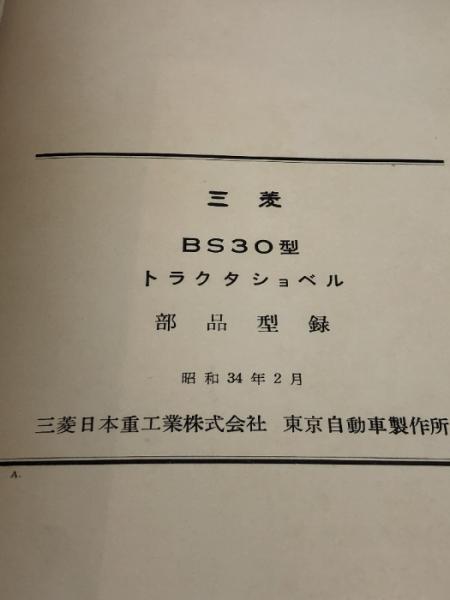 三菱
BS30型
トラクタショベル
部品型録
昭和34年2月
三菱日本重工業株式会社 東京自動車製作所
A.